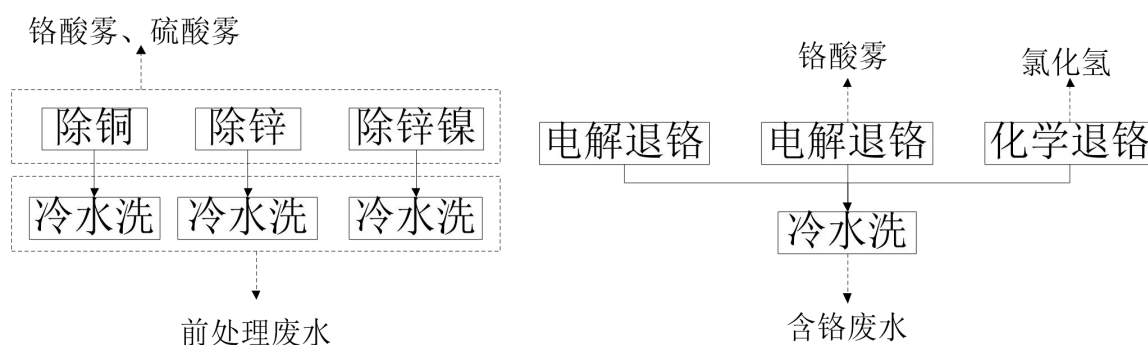 铬酸雾、硫酸雾
除铜
除锌
除锌镍
冷水洗
冷水洗
冷水洗
前处理废水
铬酸雾
氯化氢
电解退铬
电解退铬
化学退铬
冷水洗
含铬废水